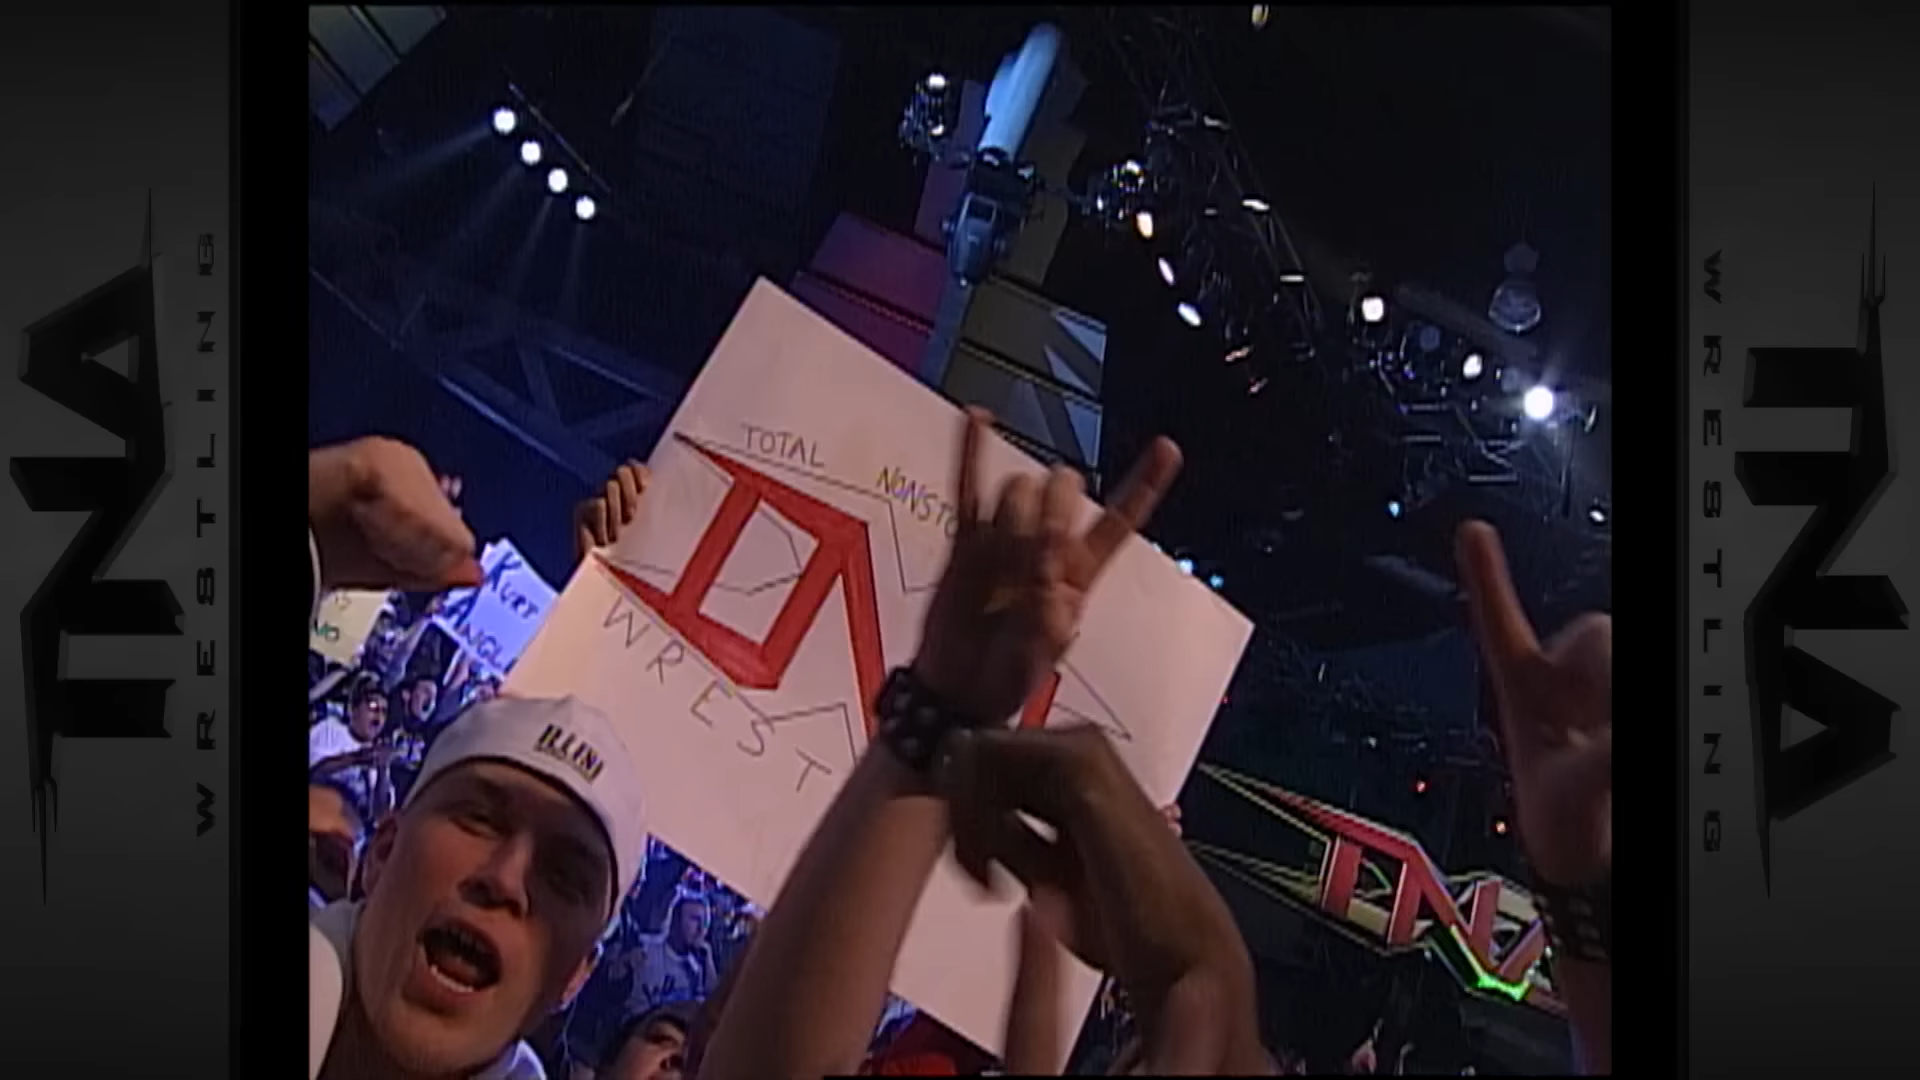 TNA
WRESTLING
TOTAL NONSTO
TNA
WREST
KURT
ANGL
ILLINI
TNA
TNA
WRESTLING